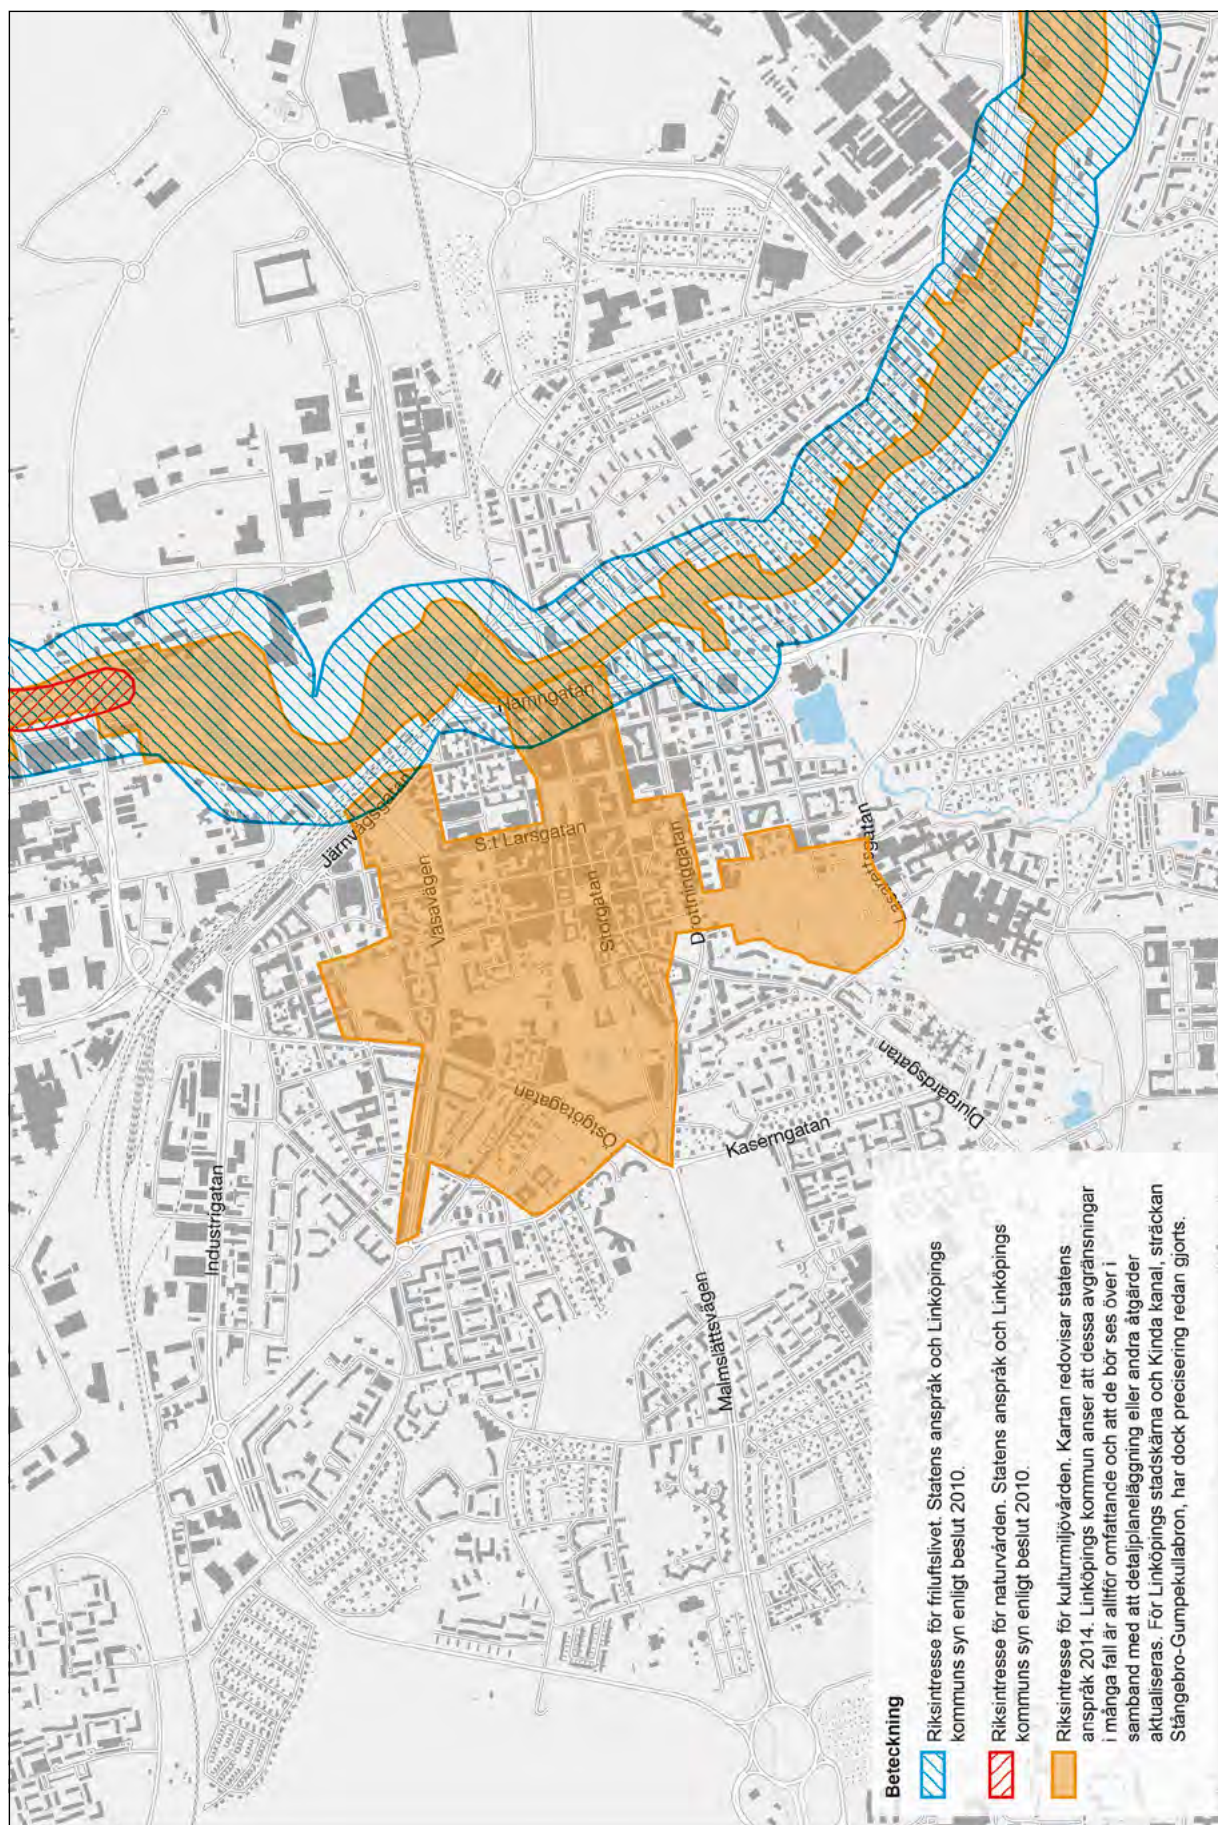 Järnvägsgatan
Hamngatan
Vasavägen
S:t Larsgatan
Storgatan
Drottninggatan
Lasarettsgatan
Östgötagatan
Industrigatan
Kaserngatan
Djurgårdsgatan
Malmslättsvägen
Beteckning
Riksintresse för friluftslivet. Statens anspråk och Linköpings
kommuns syn enligt beslut 2010.
Riksintresse för naturvården. Statens anspråk och Linköpings
kommuns syn enligt beslut 2010.
Riksintresse för kulturmiljövården. Kartan redovisar statens
anspråk 2014. Linköpings kommun anser att dessa avgränsningar
i många fall är alltför omfattande och att de bör ses över i
samband med att detaljplaneläggning eller andra åtgärder
aktualiseras. För Linköpings stadskärna och Kinda kanal, sträckan
Stångebro-Gumpekullabron, har dock precisering redan gjorts.